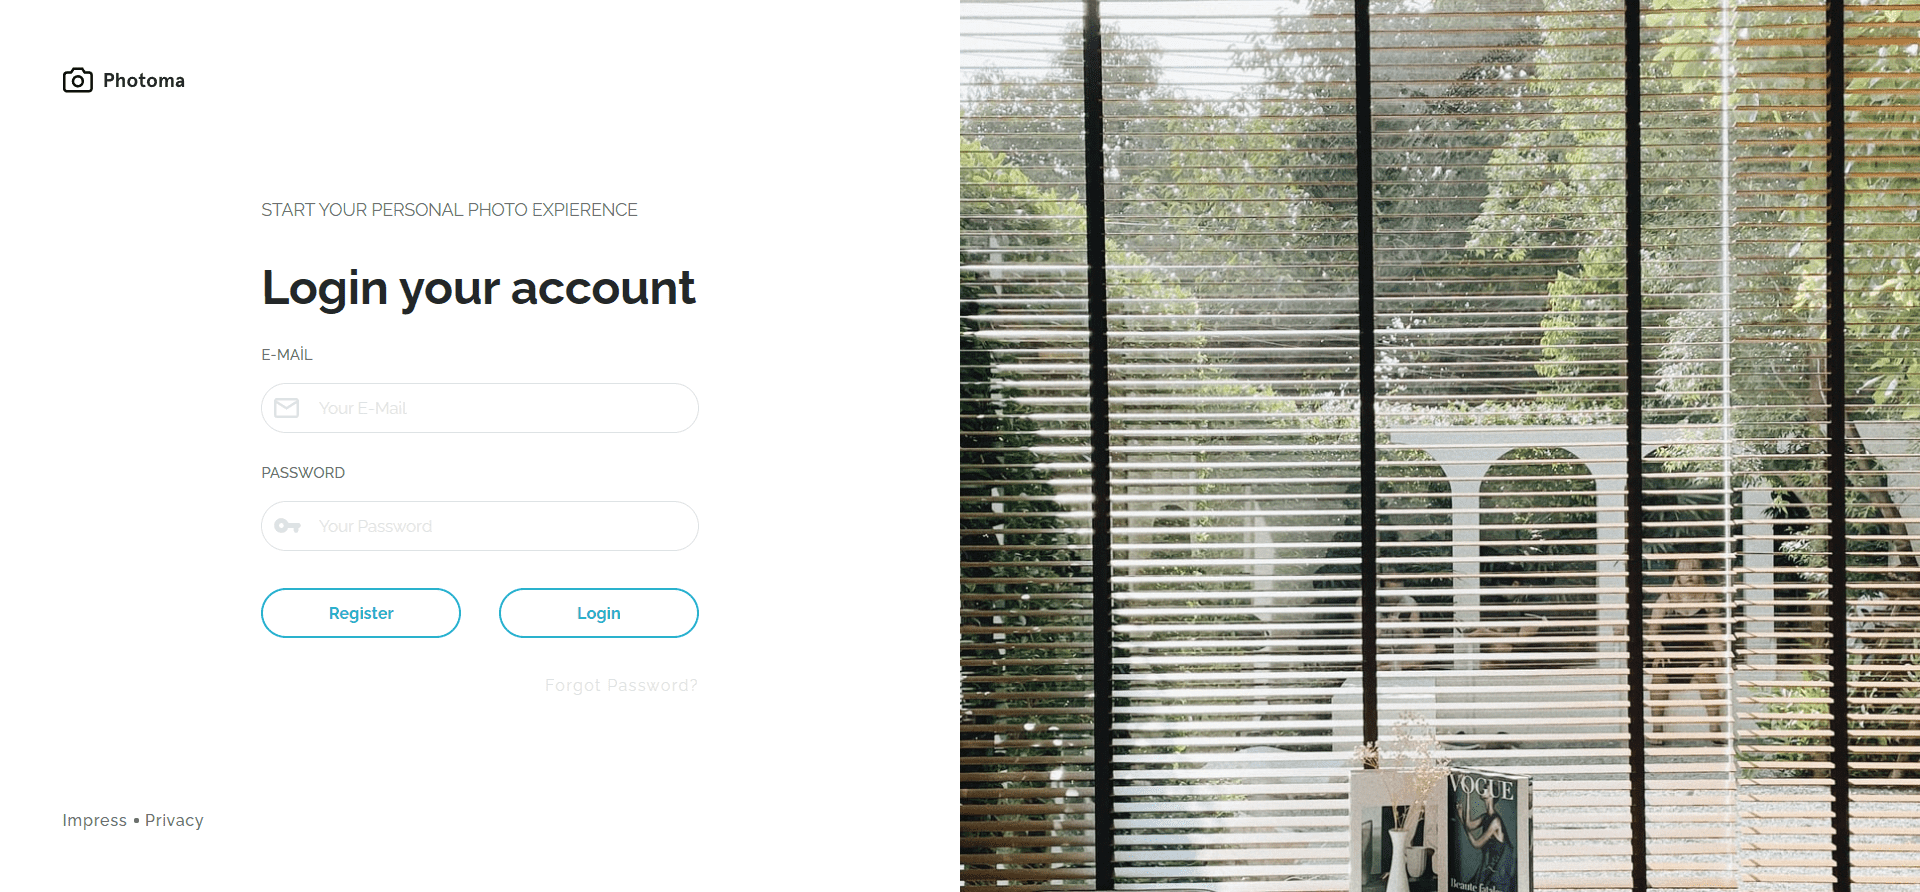 Photoma
START YOUR PERSONAL PHOTO EXPIERENCE
Login your account
E-MAİL
Your E-Mail
PASSWORD
Your Password
Register
Login
Forgot Password?
Impress • Privacy
VOGUE